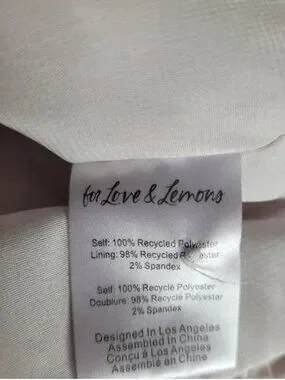 for Love & Lemons
Self: 100% Recycled Polyester
Lining: 98% Recycled
2% Spandex
Self: 100% Recycle Polyester
Doublure: 98% Recycle Polyester
2% Spandex
Designed in Los Angeles
Assembled in China
Conçu à Los Angeles
Assemblé en Chine